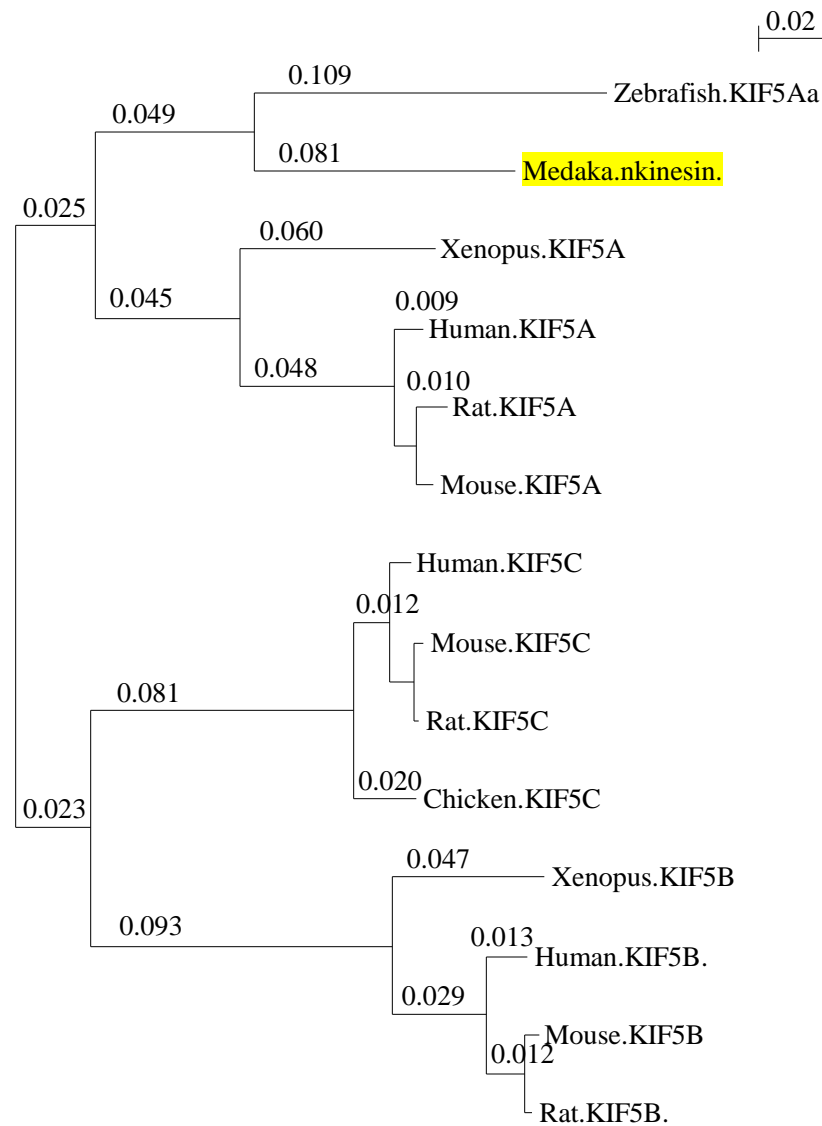 0.02
0.109
Zebrafish.KIF5Aa
0.049
0.081
Medaka.nkinesin.
0.025
0.060
Xenopus.KIF5A
0.045
0.009
Human.KIF5A
0.048
0.010
Rat.KIF5A
Mouse.KIF5A
Human.KIF5C
0.012
Mouse.KIF5C
0.081
Rat.KIF5C
0.020
Chicken.KIF5C
0.023
0.047
Xenopus.KIF5B
0.093
0.013
Human.KIF5B.
0.029
Mouse.KIF5B
0.012
Rat.KIF5B.